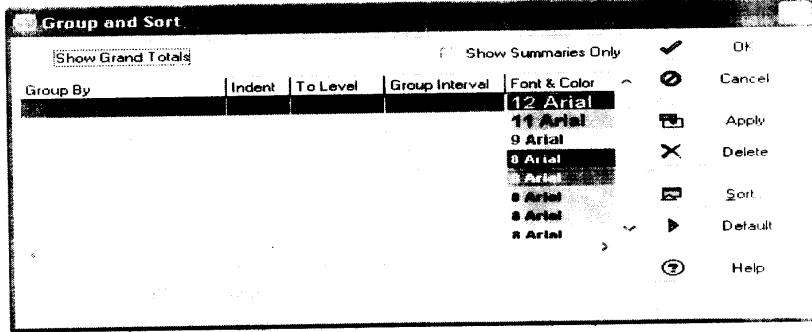 Group and Sort
Show Grand Totals
Show Summaries Only
Group By Indent To Level Group Interval Font & Color
12 Arial
11 Arial
9 Arial
8 Arial
Arial
8 Arial
8 Arial
8 Arial
OK
Cancel
Apply
Delete
Sort..
Default
Help